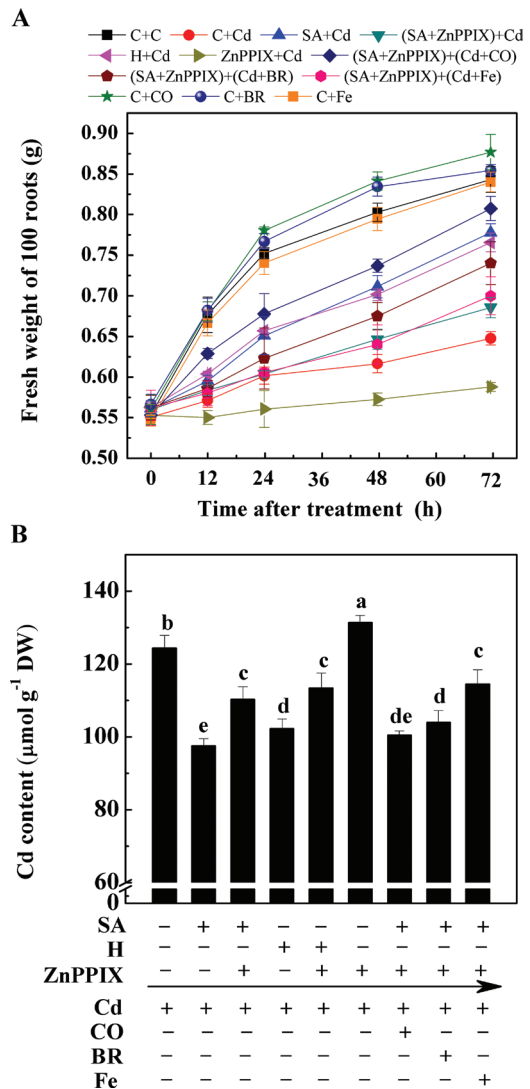 A
C+C C+Cd SA+Cd (SA+ZnPPIX)+Cd
H+Cd ZnPPIX+Cd (SA+ZnPPIX)+(Cd+CO)
(SA+ZnPPIX)+(Cd+BR) (SA+ZnPPIX)+(Cd+Fe)
C+CO C+BR C+Fe
Fresh weight of 100 roots (g)
0.90
0.85
0.80
0.75
0.70
0.65
0.60
0.55
0.50
0 12 24 36 48 60 72
Time after treatment (h)
B
Cd content (μmol g-1 DW)
140
120
100
80
60
0
b e c d c a de d c
SA − + + − − − + + +
H − − − + + − − − −
ZnPPIX − − + − + + + + +
Cd + + + + + + + + +
CO − − − − − − + − −
BR − − − − − − − + −
Fe − − − − − − − − +